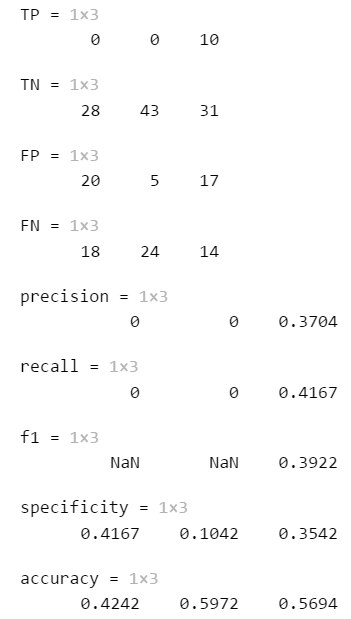 TP = 1×3
0 0 10
TN = 1×3
28 43 31
FP = 1×3
20 5 17
FN = 1×3
18 24 14
precision = 1×3
0 0 0.3704
recall = 1×3
0 0 0.4167
f1 = 1×3
NaN NaN 0.3922
specificity = 1×3
0.4167 0.1042 0.3542
accuracy = 1×3
0.4242 0.5972 0.5694